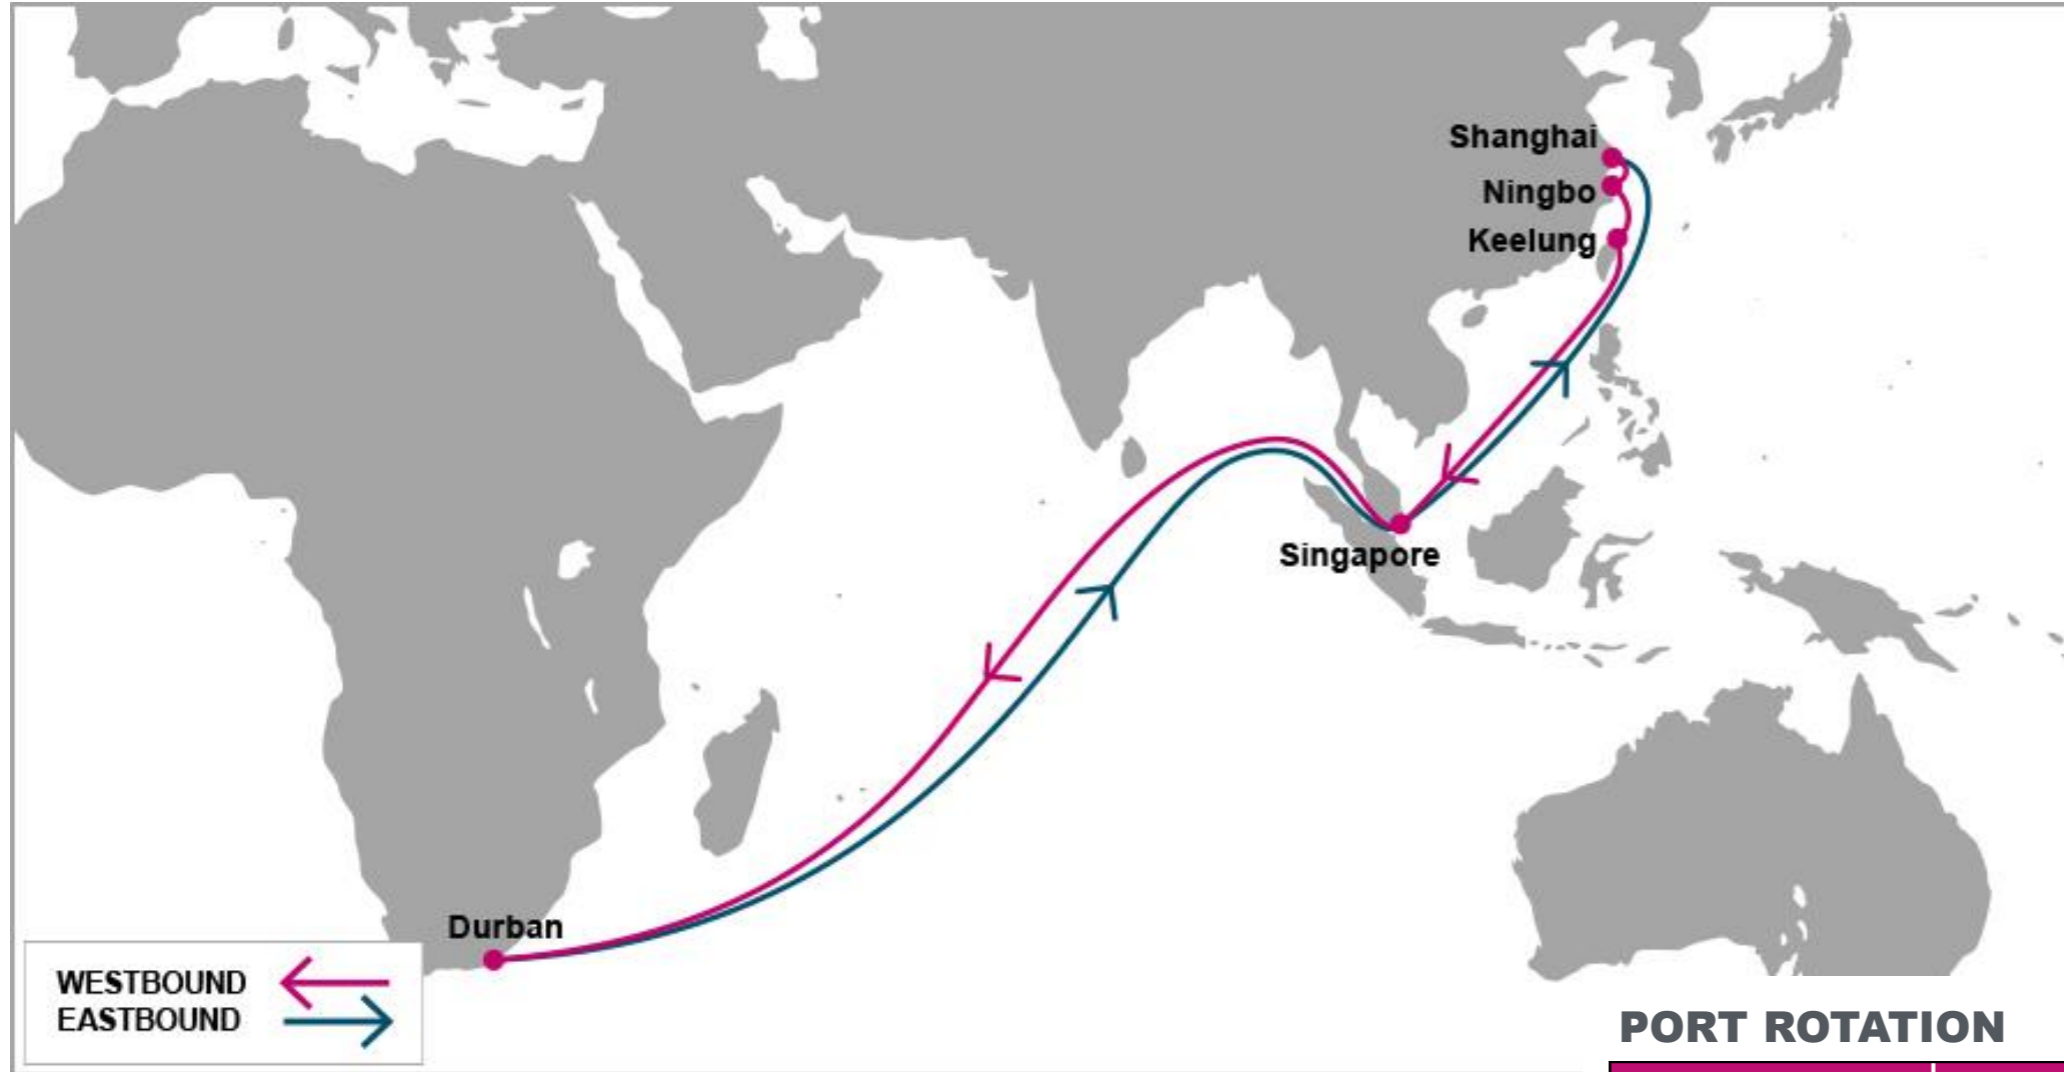 Shanghai
Ningbo
Keelung
Singapore
Durban
WESTBOUND
EASTBOUND
PORT ROTATION